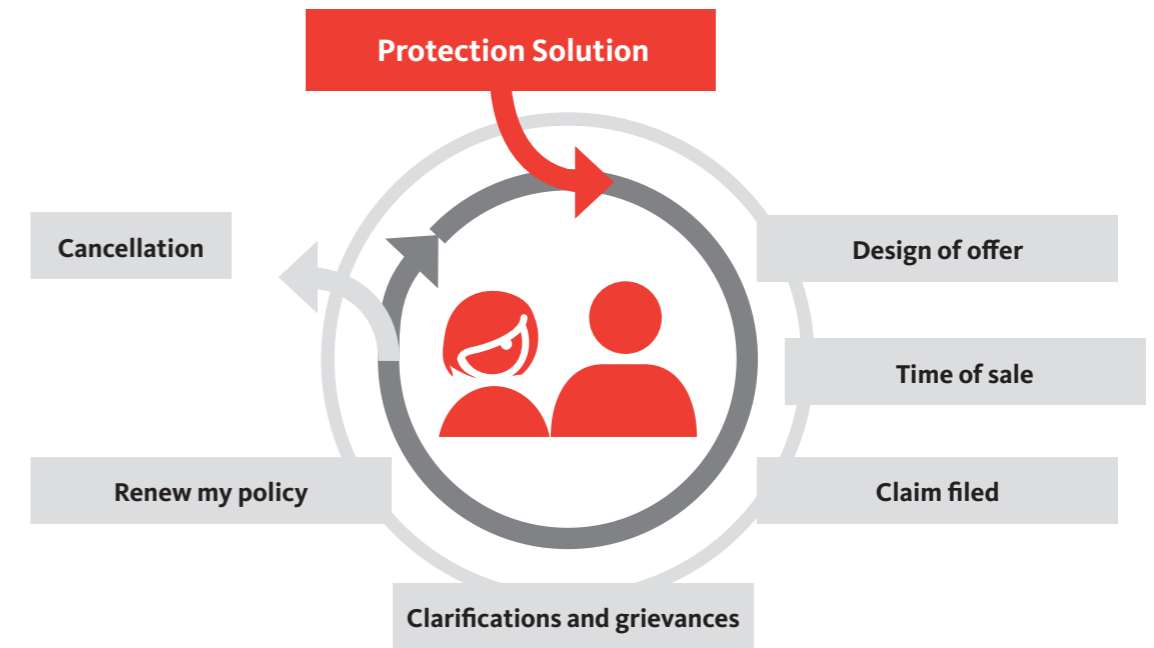 Protection Solution
Cancellation
Design of offer
Time of sale
Renew my policy
Claim filed
Clarifications and grievances